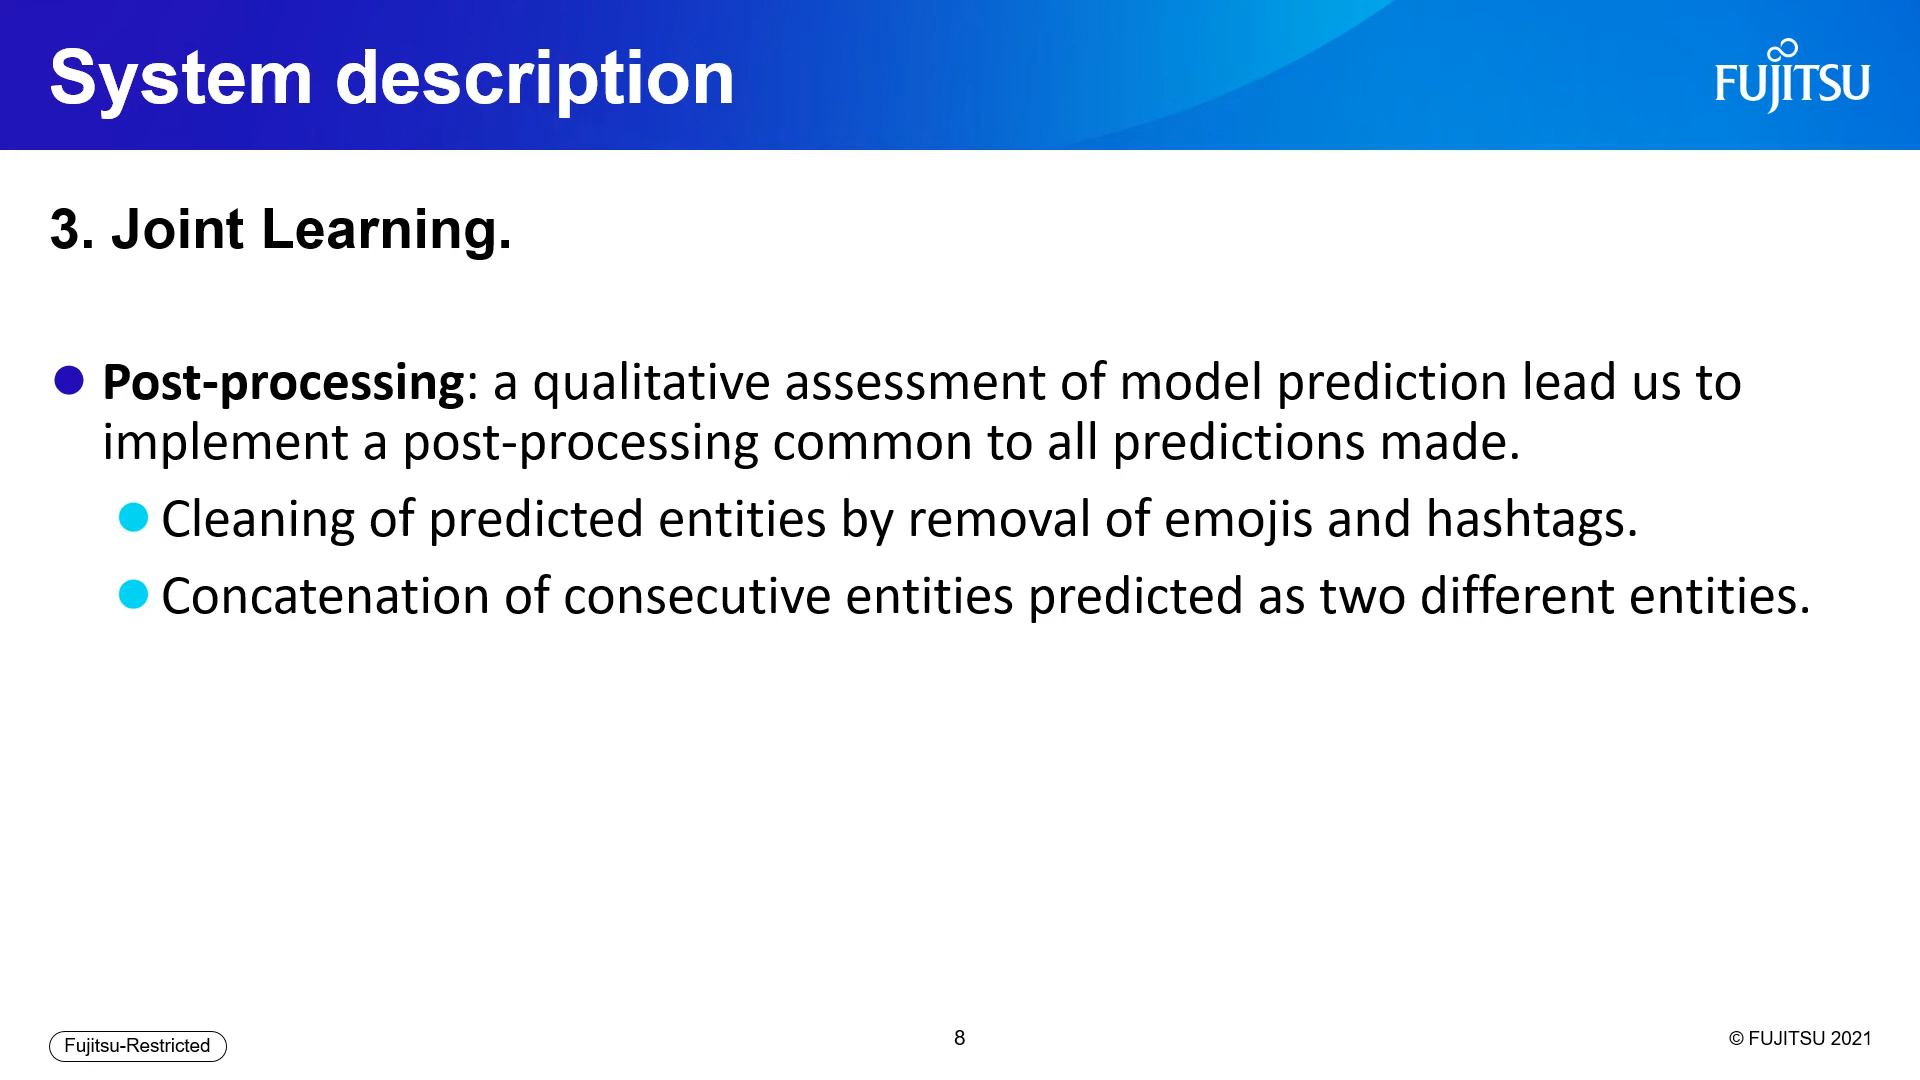 System description
FUJITSU
3. Joint Learning.
Post-processing: a qualitative assessment of model prediction lead us to
implement a post-processing common to all predictions made.
Cleaning of predicted entities by removal of emojis and hashtags.
Concatenation of consecutive entities predicted as two different entities.
Fujitsu-Restricted
8
© FUJITSU 2021